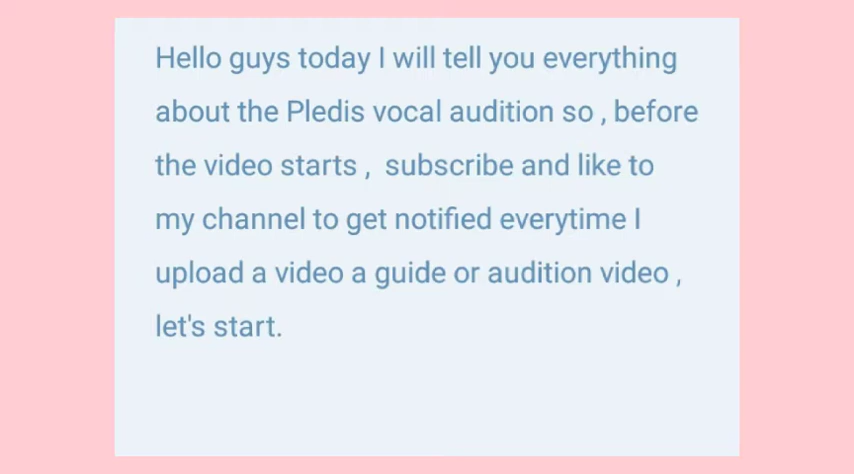 Hello guys today I will tell you everything
about the Pledis vocal audition so , before
the video starts ,  subscribe and like to
my channel to get notified everytime I
upload a video a guide or audition video ,
let's start.